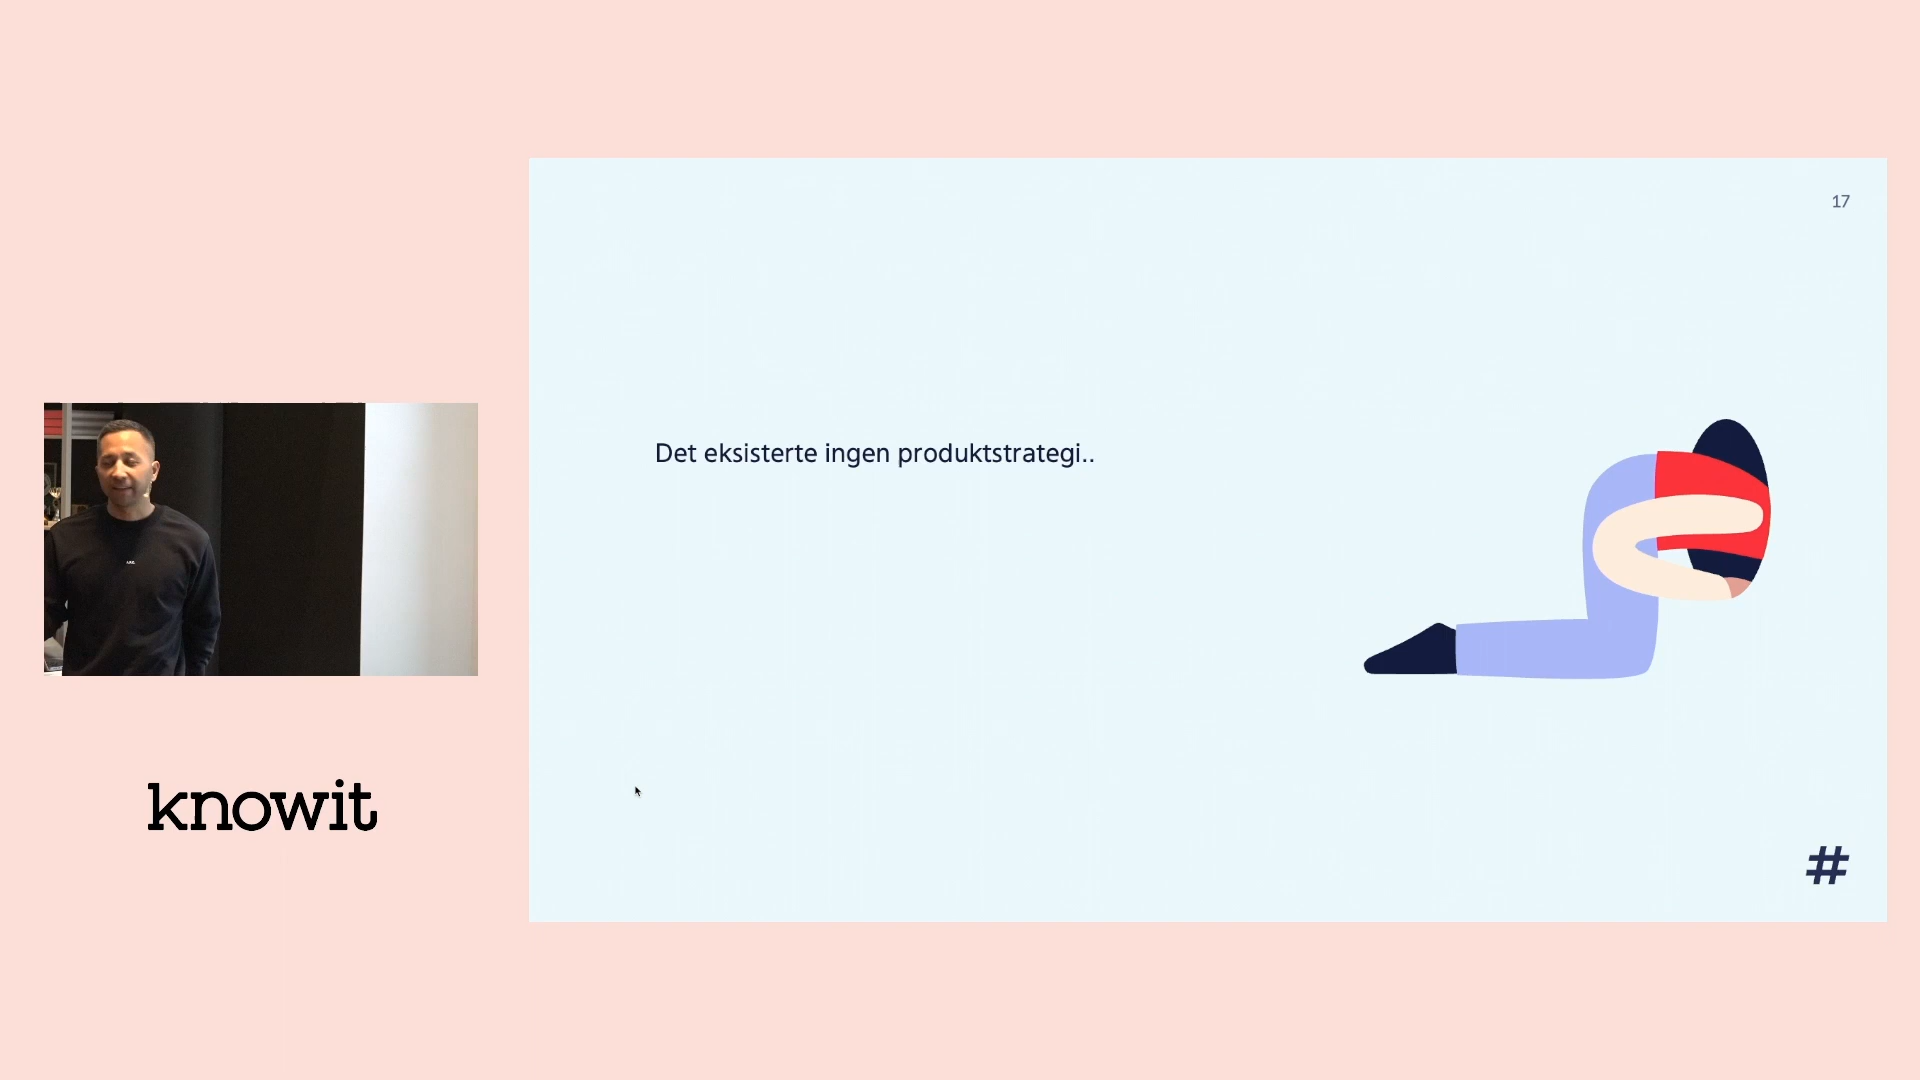 17
Det eksisterte ingen produktstrategi..
knowit
#